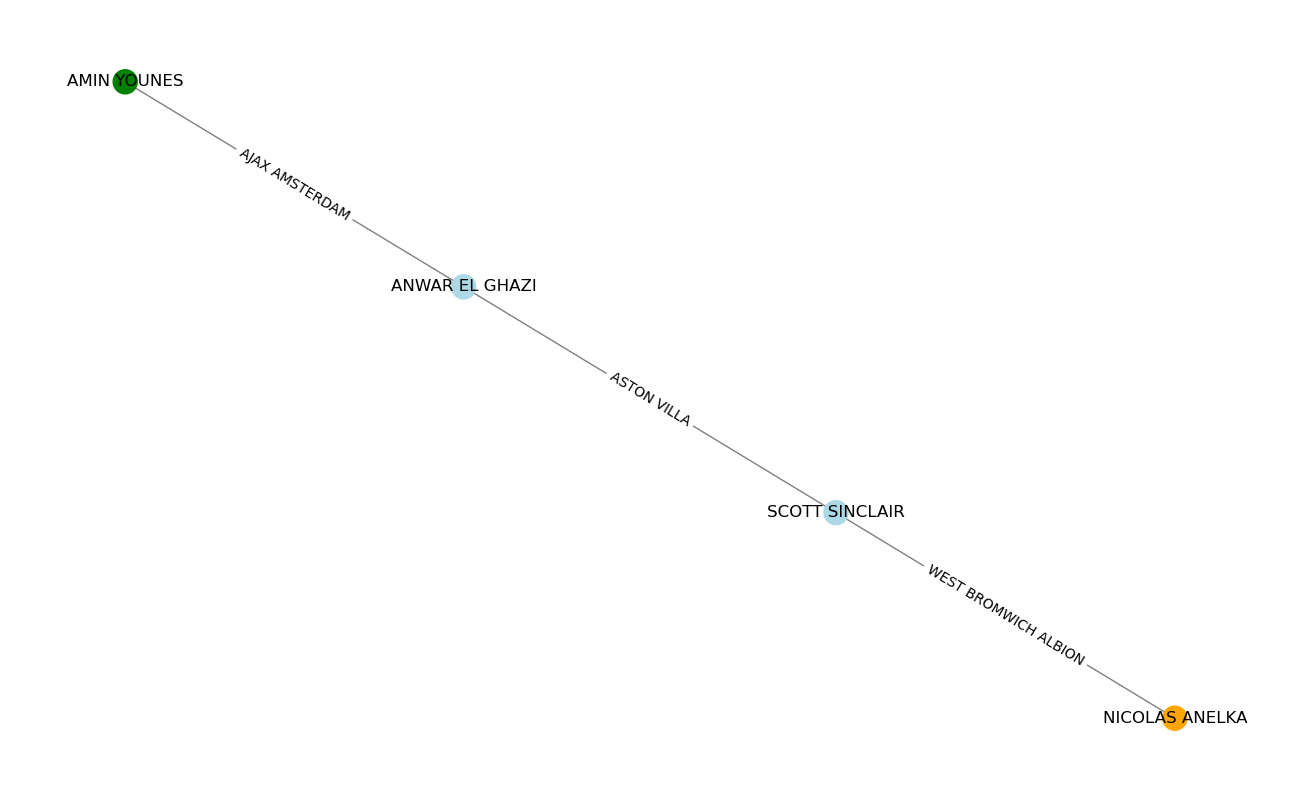 AMIN YOUNES
AJAX AMSTERDAM
ANWAR EL GHAZI
ASTON VILLA
SCOTT SINCLAIR
WEST BROMWICH ALBION
NICOLAS ANELKA